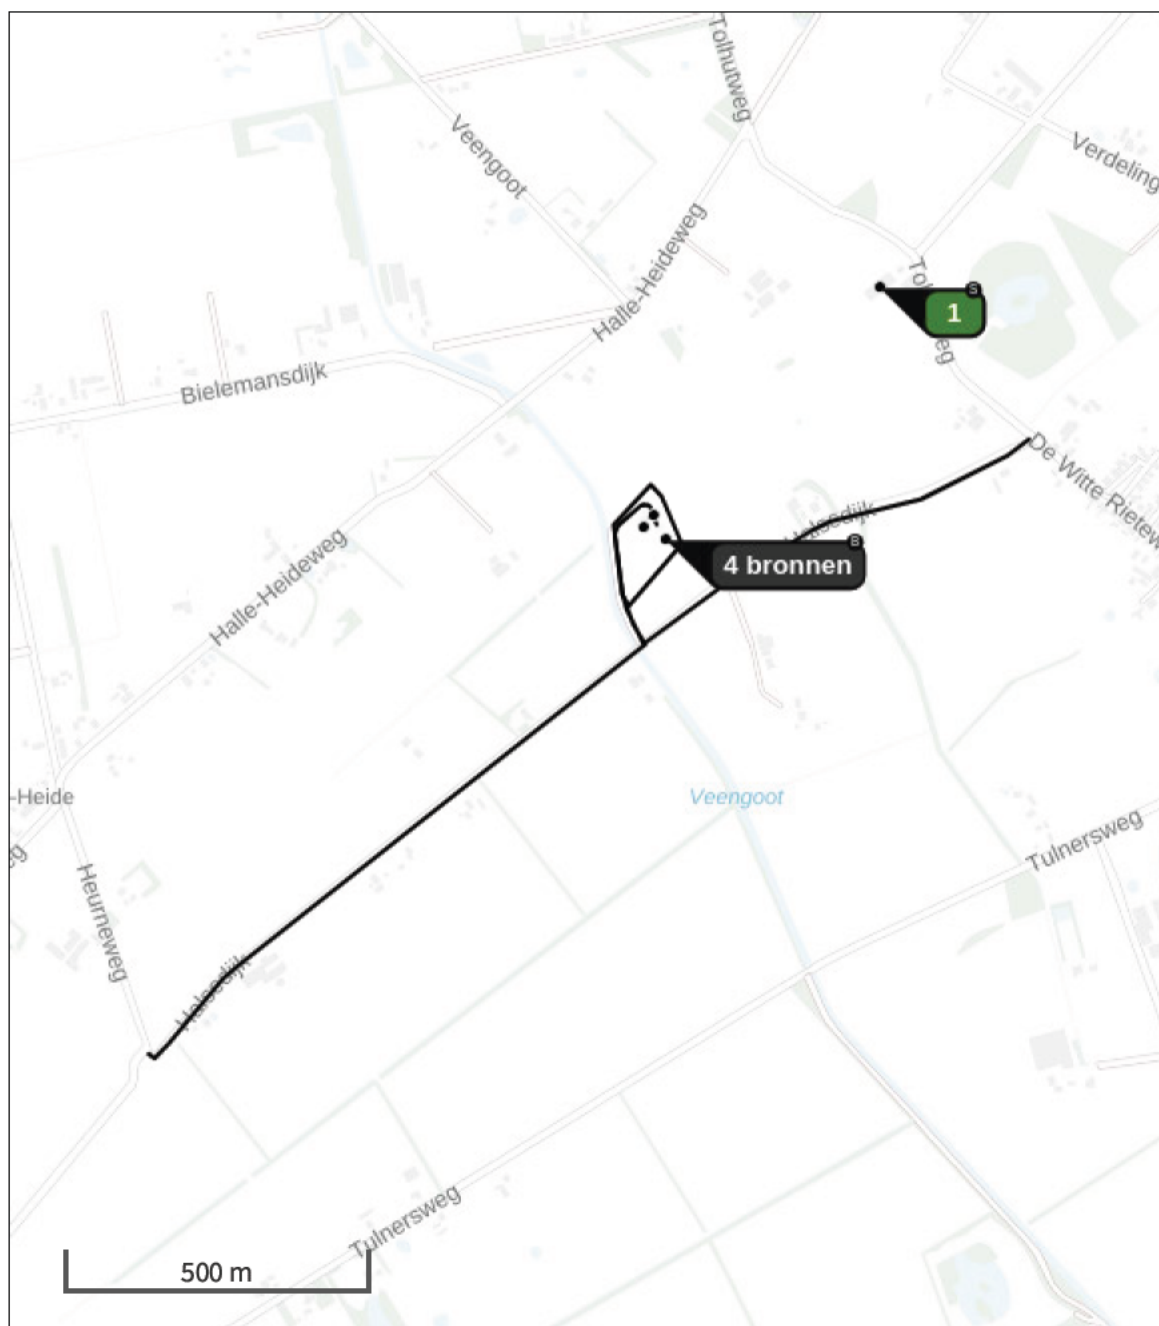 Tolhutweg
Veengoot
Verdeling
Halle-Heideweg
S
1
Bielemansdijk
De Witte Rietew
B
4 bronnen
Halle-Heideweg
-Heide
Veengoot
Tulnersweg
Heurneweg
Halsedijk
Tulnersweg
500 m